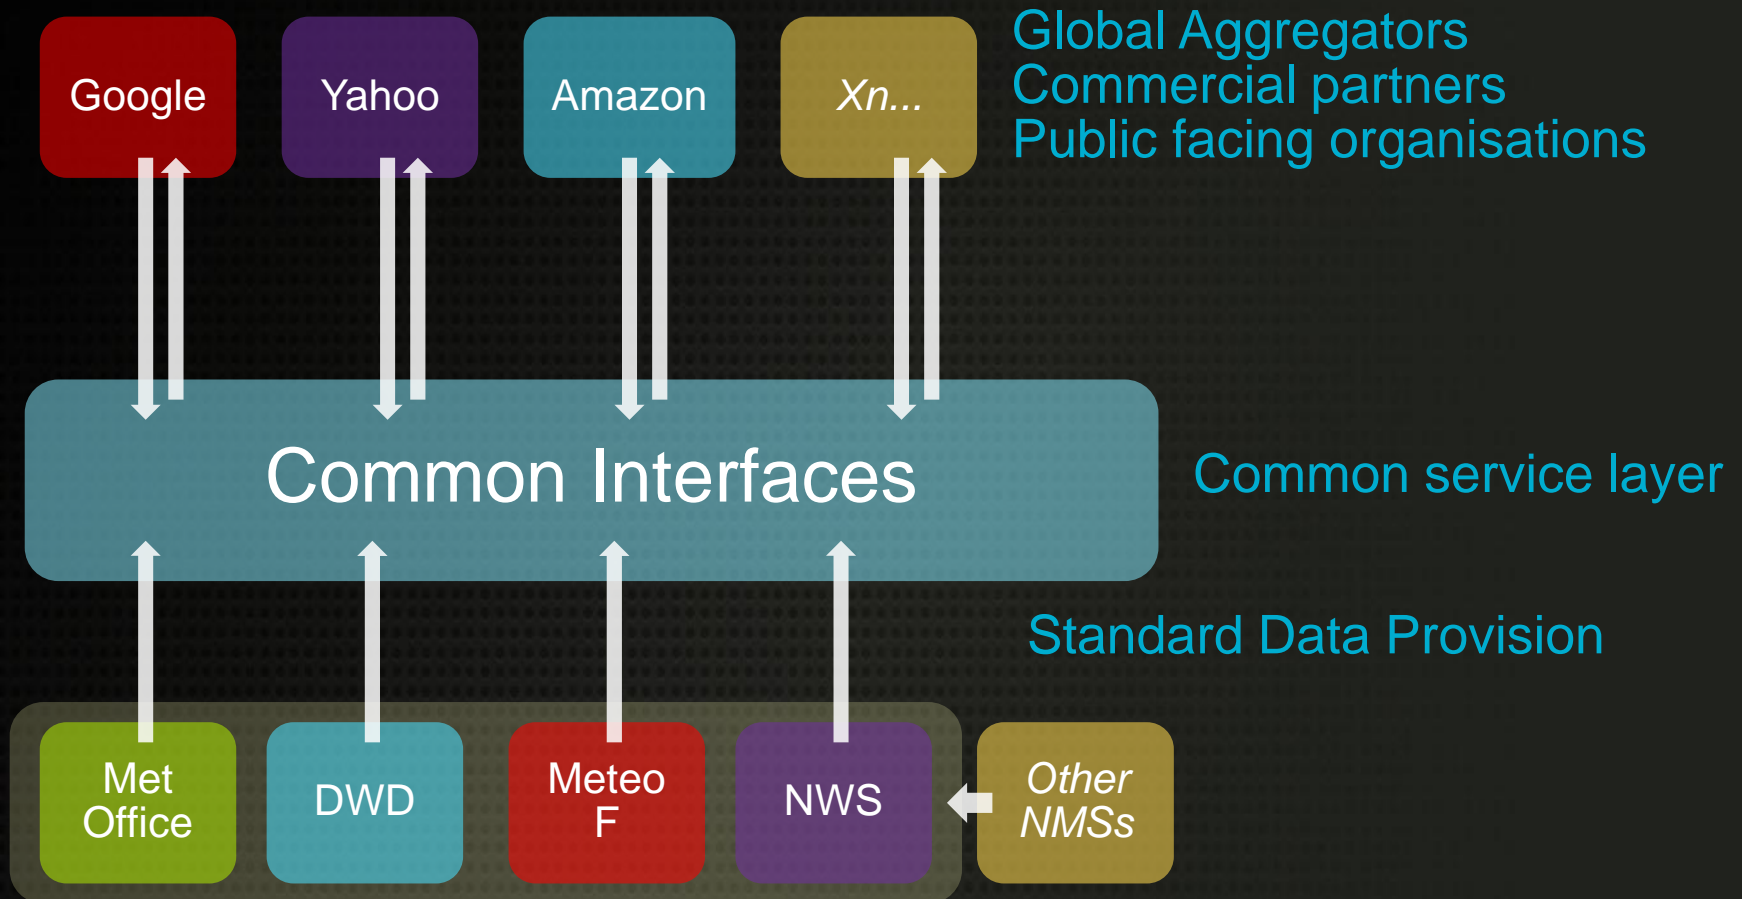 Google
Yahoo
Amazon
Xn...
Global Aggregators
Commercial partners
Public facing organisations
Common Interfaces
Common service layer
Standard Data Provision
Met
Office
DWD
Meteo
F
NWS
Other
NMSs